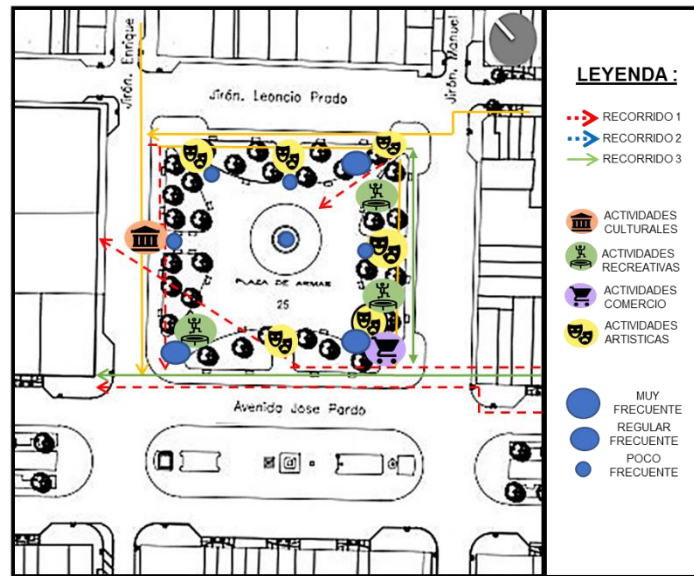 Jirón. Enrique
Jirón. Manuel
Jirón. Leoncio Prado
PLAZA DE ARMAS
25
Avenida Jose Pardo
LEYENDA :
RECORRIDO 1
RECORRIDO 2
RECORRIDO 3
ACTIVIDADES
CULTURALES
ACTIVIDADES
RECREATIVAS
ACTIVIDADES
COMERCIO
ACTIVIDADES
ARTISTICAS
MUY
FRECUENTE
REGULAR
FRECUENTE
POCO
FRECUENTE